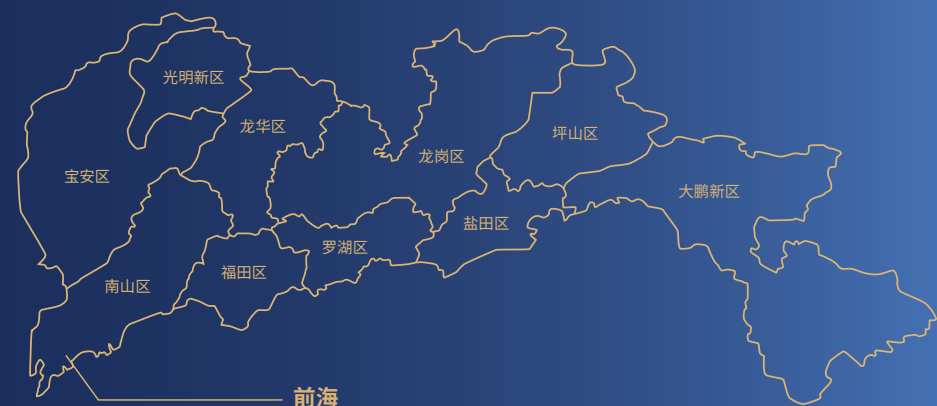 光明新区
龙华区
坪山区
龙岗区
宝安区
大鹏新区
盐田区
罗湖区
福田区
南山区
前海